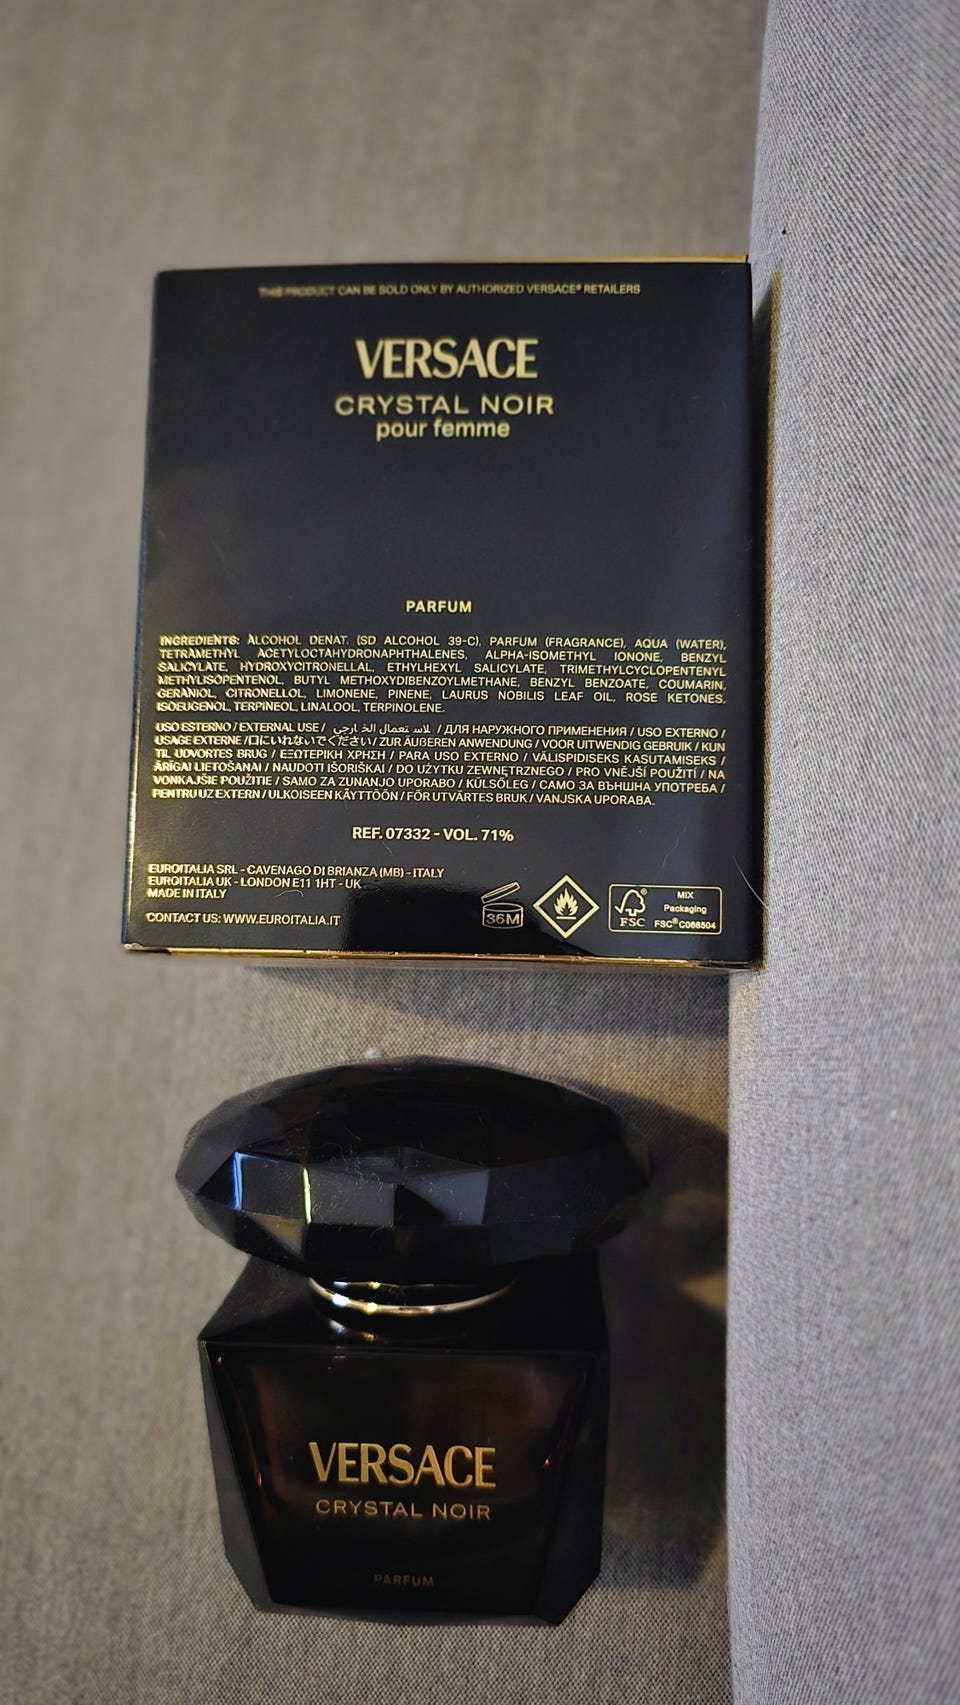 THIS PRODUCT CAN BE SOLD ONLY BY AUTHORIZED VERSACE® RETAILERS
VERSACE
CRYSTAL NOIR
pour femme
PARFUM
INGREDIENTS: ALCOHOL DENAT. (SD ALCOHOL 39-C), PARFUM (FRAGRANCE), AQUA (WATER),
TETRAMETHYL ACETYLOCTAHYDRONAPHTHALENES, ALPHA-ISOMETHYL IONONE, BENZYL
SALICYLATE, HYDROXYCITRONELLAL, ETHYLHEXYL SALICYLATE, TRIMETHYLCYCLOPENTENYL
METHYLISOPENTENOL, BUTYL METHOXYDIBENZOYLMETHANE, BENZYL BENZOATE, COUMARIN,
GERANIOL, CITRONELLOL, LIMONENE, PINENE, LAURUS NOBILIS LEAF OIL, ROSE KETONES,
ISOEUGENOL, TERPINEOL, LINALOOL, TERPINOLENE.
USO ESTERNO / EXTERNAL USE / للاستعمال الخارجي / ДЛЯ НАРУЖНОГО ПРИМЕНЕНИЯ / USO EXTERNO /
USAGE EXTERNE /口にいれないでください/ ZUR ÄUßEREN ANWENDUNG / VOOR UITWENDIG GEBRUIK / KUN
TIL UDVORTES BRUG / ΕΞΩΤΕΡΙΚΗ ΧΡΗΣΗ / PARA USO EXTERNO / VÄLISPIDISEKS KASUTAMISEKS /
ĀRĪGAI LIETOŠANAI / NAUDOTI IŠORIŠKAI / DO UŻYTKU ZEWNĘTRZNEGO / PRO VNĚJŠÍ POUŽITÍ / NA
VONKAJŠIE POUŽITIE / SAMO ZA ZUNANJO UPORABO / KÜLSŐLEG / САМО ЗА ВЪНШНА УПОТРЕБА /
PENTRU UZ EXTERN / ULKOISEEN KÄYTTÖÖN / FÖR UTVÄRTES BRUK / VANJSKA UPORABA.
REF. 07332 - VOL. 71%
EUROITALIA SRL - CAVENAGO DI BRIANZA (MB) - ITALY
EUROITALIA UK - LONDON E11 1HT - UK
MADE IN ITALY
CONTACT US: WWW.EUROITALIA.IT
36M
FSC®
MIX
Packaging
FSC® C066504
VERSACE
CRYSTAL NOIR
PARFUM